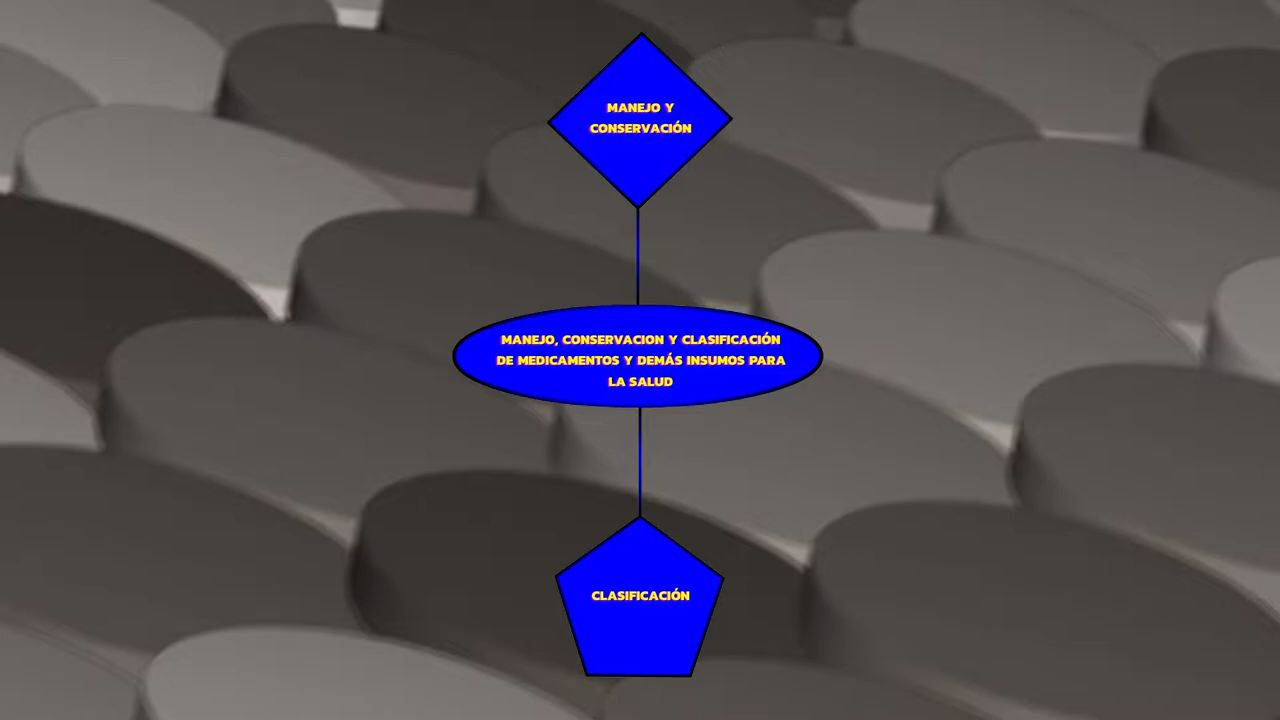 MANEJO Y
CONSERVACIÓN
MANEJO, CONSERVACION Y CLASIFICACIÓN
DE MEDICAMENTOS Y DEMÁS INSUMOS PARA
LA SALUD
CLASIFICACIÓN